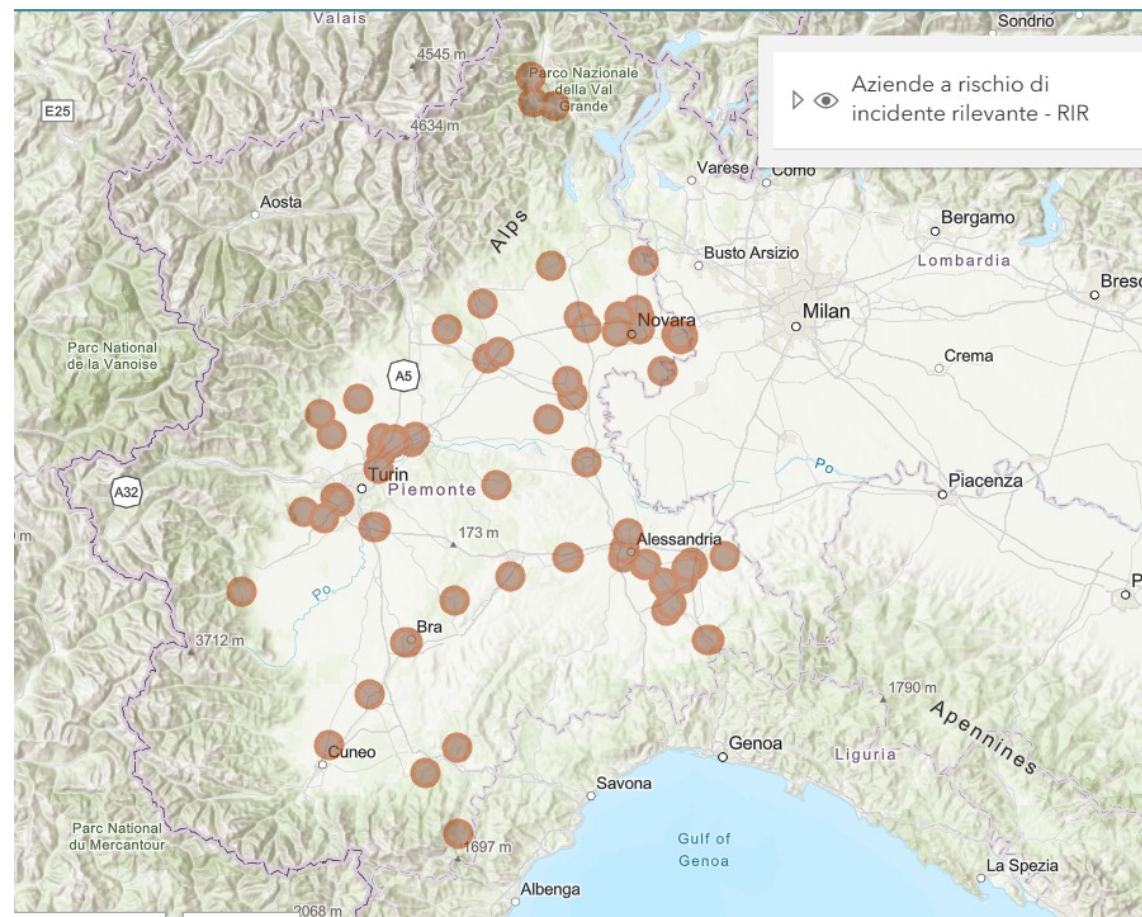 Valais
Sondrio
4545 m
Parco Nazionale
della Val
Grande
Aziende a rischio di
incidente rilevante - RIR
E25
4634 m
Varese
Como
Aosta
Alps
Bergamo
Busto Arsizio
Lombardia
Bresc
Milan
Novara
Parc National
de la Vanoise
Crema
A5
Po
Turin
Piemonte
Piacenza
A32
173 m
m
Alessandria
P
Po
Bra
3712 m
1790 m
Apennines
Genoa
Liguria
Cuneo
Savona
Parc National
du Mercantour
1697 m
Gulf of
Genoa
La Spezia
Albenga
2068 m